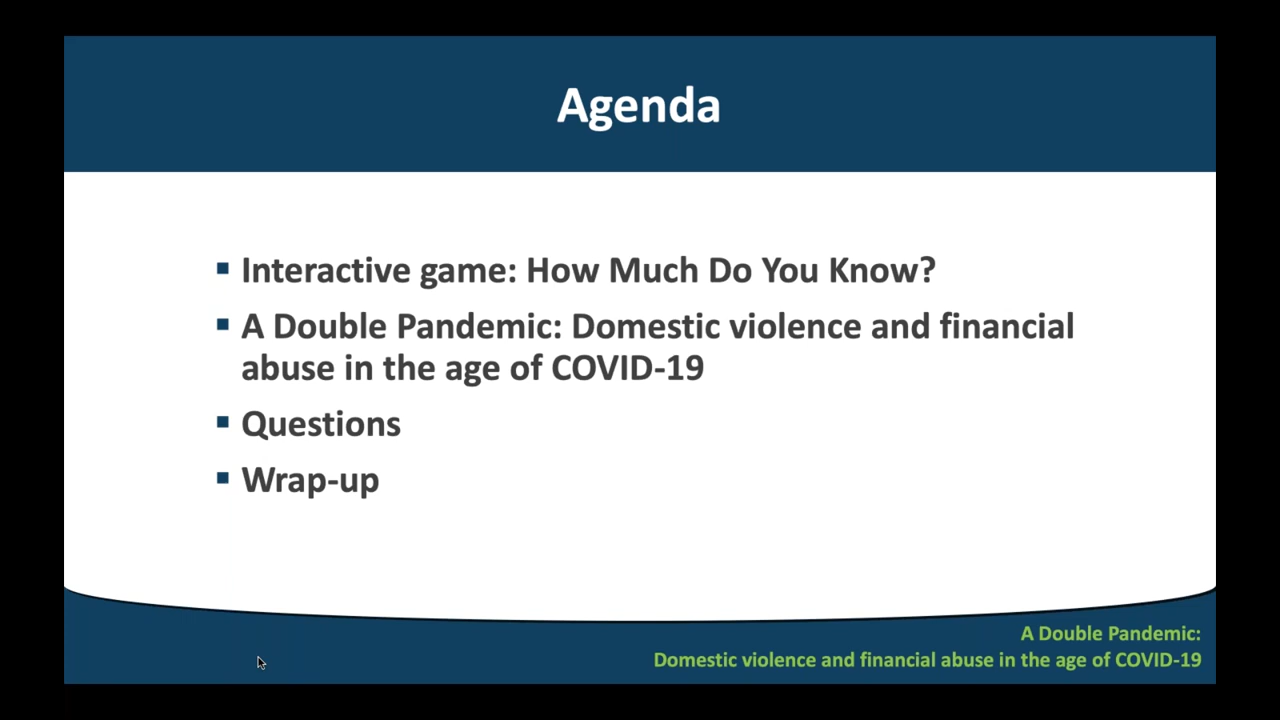 Agenda
Interactive game: How Much Do You Know?
A Double Pandemic: Domestic violence and financial
abuse in the age of COVID-19
Questions
Wrap-up
A Double Pandemic:
Domestic violence and financial abuse in the age of COVID-19